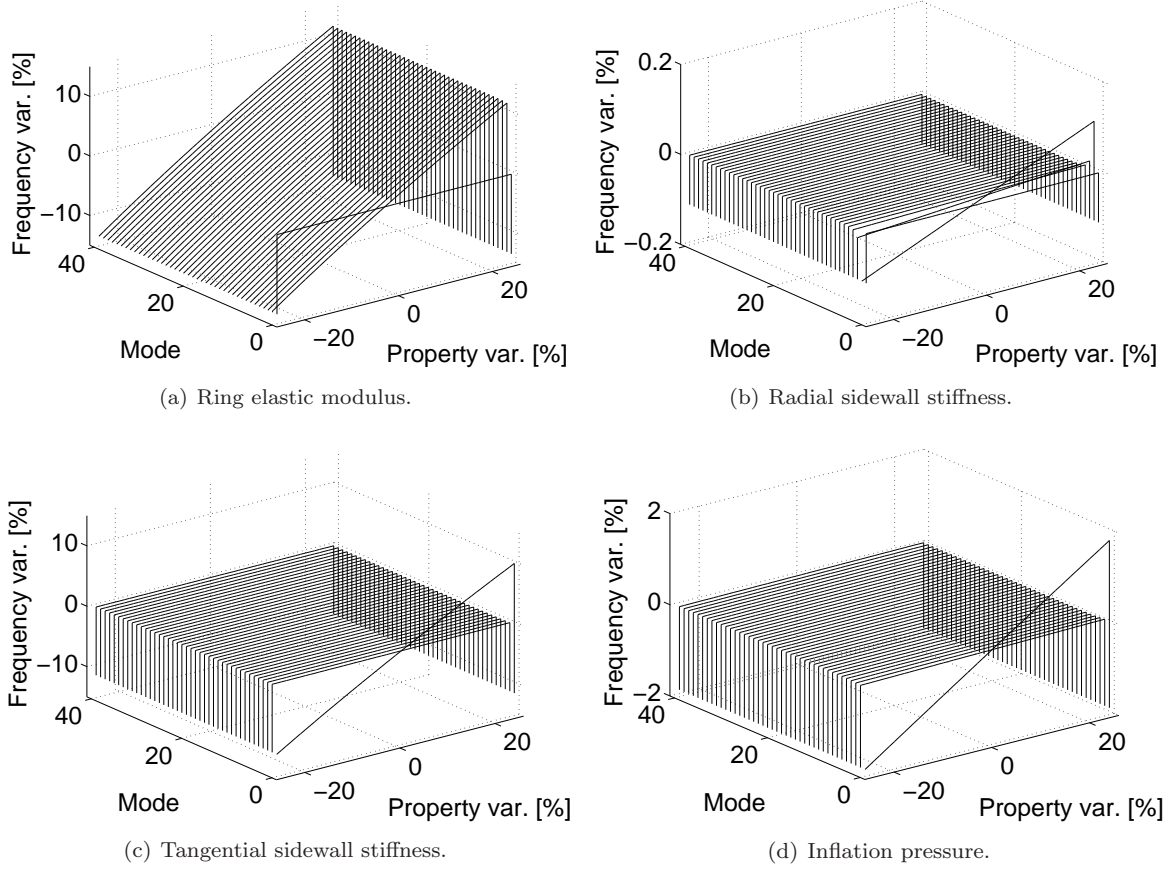 Frequency var. [%]
10
0
−10
40
20
0
Mode
−20
0
20
Property var. [%]
(a) Ring elastic modulus.
Frequency var. [%]
0.2
0
−0.2
40
20
0
Mode
−20
0
20
Property var. [%]
(b) Radial sidewall stiffness.
Frequency var. [%]
10
0
−10
40
20
0
Mode
−20
0
20
Property var. [%]
(c) Tangential sidewall stiffness.
Frequency var. [%]
2
0
−2
40
20
0
Mode
−20
0
20
Property var. [%]
(d) Inflation pressure.